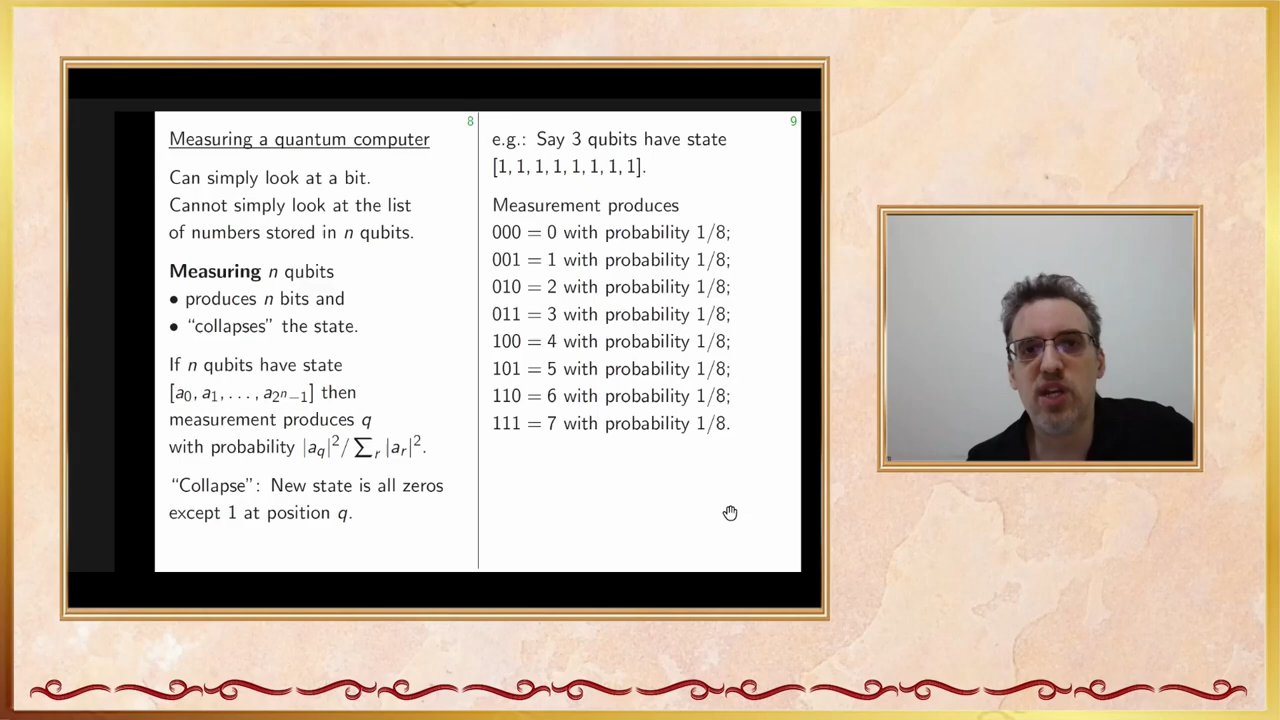 8
Measuring a quantum computer
Can simply look at a bit.
Cannot simply look at the list
of numbers stored in n qubits.
Measuring n qubits
• produces n bits and
• “collapses” the state.
If n qubits have state
[a₀, a₁, . . . , a_{2ⁿ−1}] then
measurement produces q
with probability |a_q|²/∑_r |a_r|².
“Collapse”: New state is all zeros
except 1 at position q.
9
e.g.: Say 3 qubits have state
[1, 1, 1, 1, 1, 1, 1, 1].
Measurement produces
000 = 0 with probability 1/8;
001 = 1 with probability 1/8;
010 = 2 with probability 1/8;
011 = 3 with probability 1/8;
100 = 4 with probability 1/8;
101 = 5 with probability 1/8;
110 = 6 with probability 1/8;
111 = 7 with probability 1/8.